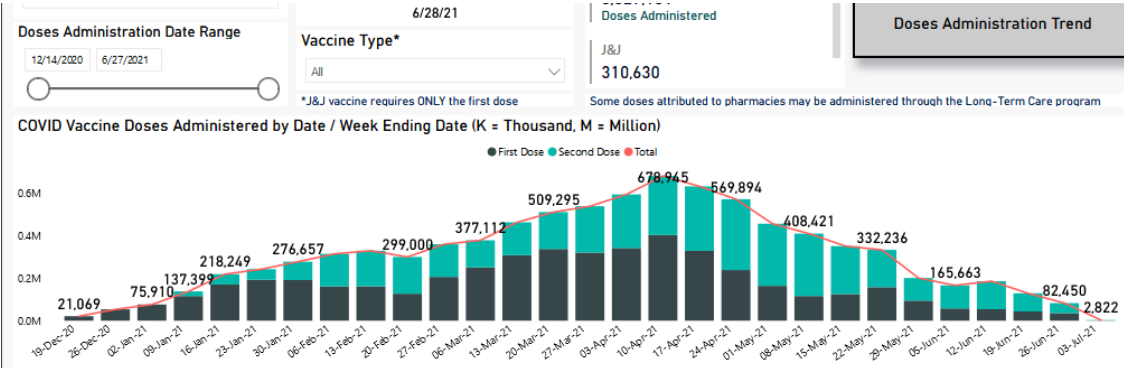 6/28/21
Doses Administered
Doses Administration Trend
Doses Administration Date Range
12/14/2020 6/27/2021
Vaccine Type*
All
J&J
310,630
*J&J vaccine requires ONLY the first dose
Some doses attributed to pharmacies may be administered through the Long-Term Care program
COVID Vaccine Doses Administered by Date / Week Ending Date (K = Thousand, M = Million)
First Dose Second Dose Total
0.6M
0.4M
0.2M
0.0M
21,069
75,910
137,399
218,249
276,657
299,000
377,112
509,295
678,945
569,894
408,421
332,236
165,663
82,450
2,822
19-Dec-20
26-Dec-20
02-Jan-21
09-Jan-21
16-Jan-21
23-Jan-21
30-Jan-21
06-Feb-21
13-Feb-21
20-Feb-21
27-Feb-21
06-Mar-21
13-Mar-21
20-Mar-21
27-Mar-21
03-Apr-21
10-Apr-21
17-Apr-21
24-Apr-21
01-May-21
08-May-21
15-May-21
22-May-21
29-May-21
05-Jun-21
12-Jun-21
19-Jun-21
26-Jun-21
03-Jul-21